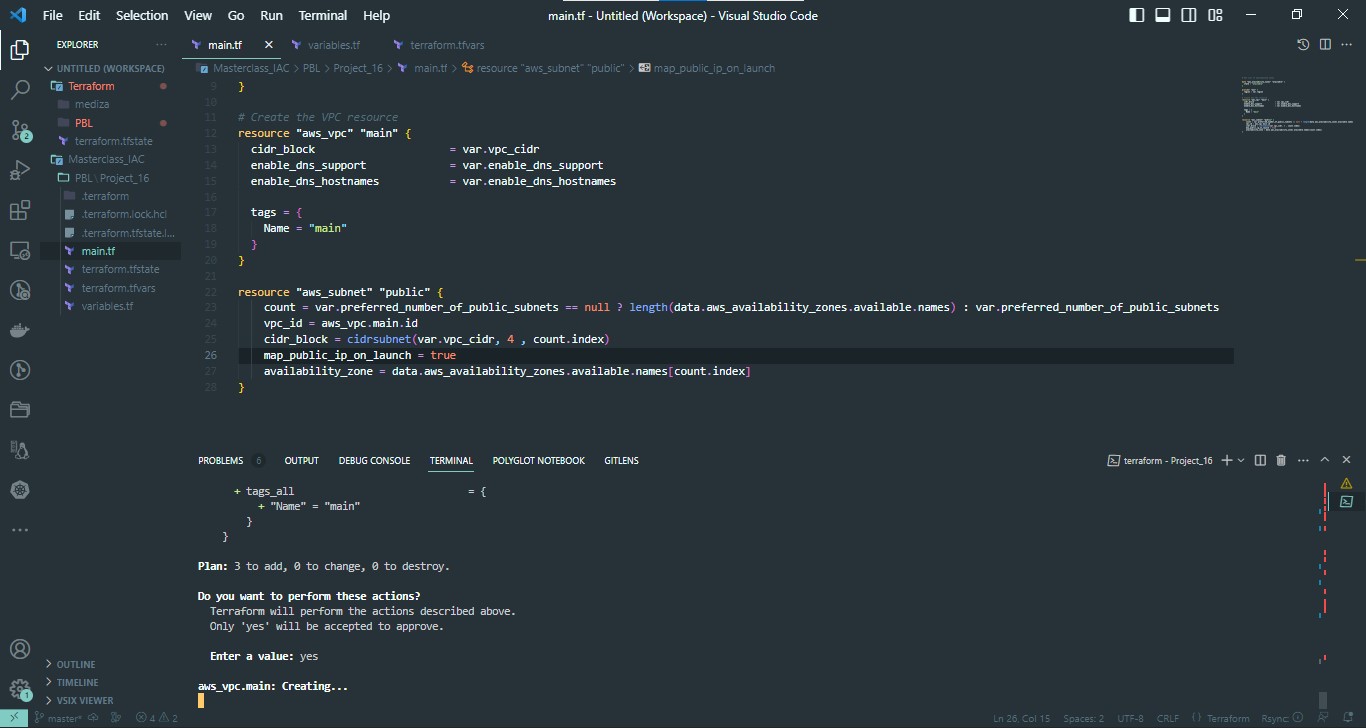 File Edit Selection View Go Run Terminal Help
main.tf - Untitled (Workspace) - Visual Studio Code
EXPLORER
UNTITLED (WORKSPACE)
Terraform
mediza
PBL
terraform.tfstate
Masterclass_IAC
PBL \ Project_16
.terraform
.terraform.lock.hcl
.terraform.tfstate.l...
main.tf
terraform.tfstate
terraform.tfvars
variables.tf
OUTLINE
TIMELINE
VSIX VIEWER
2
1
main.tf variables.tf terraform.tfvars
Masterclass_IAC > PBL > Project_16 > main.tf > resource "aws_subnet" "public" > map_public_ip_on_launch
9 }
10
11 # Create the VPC resource
12 resource "aws_vpc" "main" {
13 cidr_block = var.vpc_cidr
14 enable_dns_support = var.enable_dns_support
15 enable_dns_hostnames = var.enable_dns_hostnames
16
17 tags = {
18 Name = "main"
19 }
20 }
21
22 resource "aws_subnet" "public" {
23 count = var.preferred_number_of_public_subnets == null ? length(data.aws_availability_zones.available.names) : var.preferred_number_of_public_subnets
24 vpc_id = aws_vpc.main.id
25 cidr_block = cidrsubnet(var.vpc_cidr, 4 , count.index)
26 map_public_ip_on_launch = true
27 availability_zone = data.aws_availability_zones.available.names[count.index]
28 }
PROBLEMS 6 OUTPUT DEBUG CONSOLE TERMINAL POLYGLOT NOTEBOOK GITLENS
terraform - Project_16
+ tags_all = {
+ "Name" = "main"
}
}
Plan: 3 to add, 0 to change, 0 to destroy.
Do you want to perform these actions?
Terraform will perform the actions described above.
Only 'yes' will be accepted to approve.
Enter a value: yes
aws_vpc.main: Creating...
master* 4 2
Ln 26, Col 15 Spaces: 2 UTF-8 CRLF Terraform Rsync: